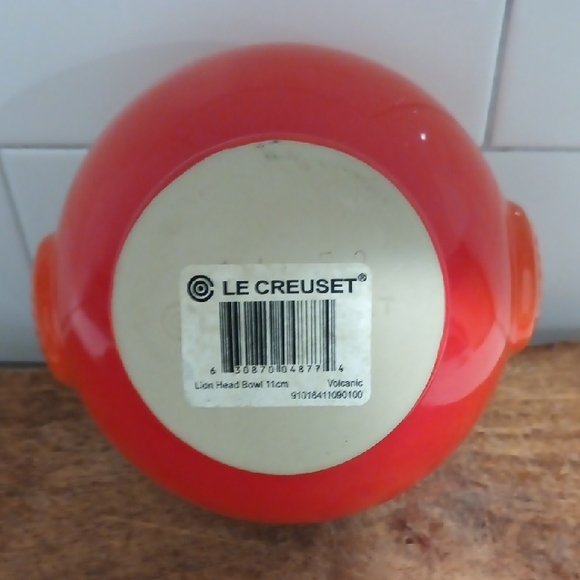 LE CREUSET®
6 30870 04877 4
Lion Head Bowl 11cm Volcanic
91018411090100